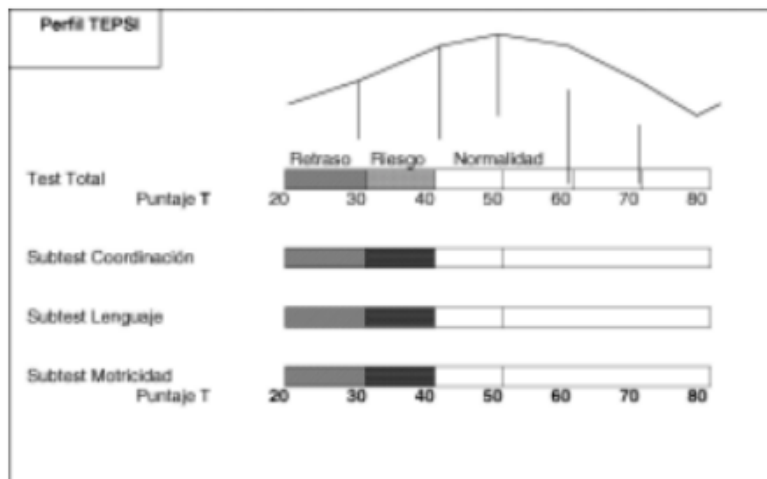 Perfil TEPSI
Retraso Riesgo Normalidad
Test Total
Puntaje T 20 30 40 50 60 70 80
Subtest Coordinación
Subtest Lenguaje
Subtest Motricidad
Puntaje T 20 30 40 50 60 70 80